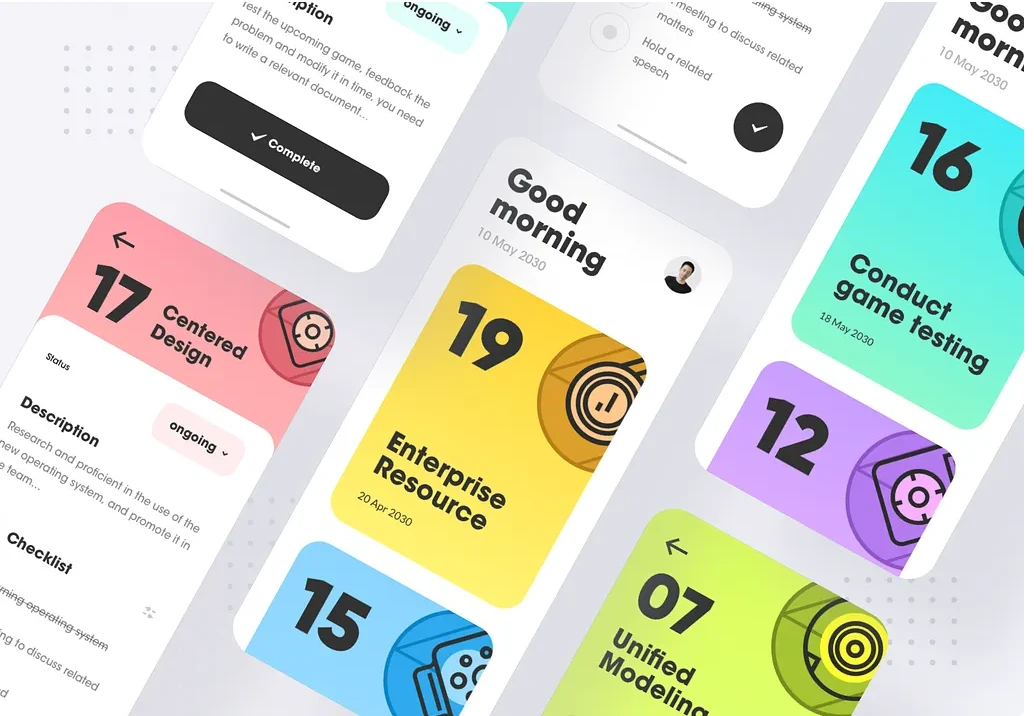 ongoing
Test the upcoming game, feedback the
problem and modify it in time, you need
to write a relevant document...
Complete
meeting to discuss related
matters
Hold a related
speech
Good
morning
10 May 2030
16
Conduct
game testing
18 May 2030
12
Good
morning
10 May 2030
19
Enterprise
Resource
20 Apr 2030
15
17
Centered
Design
Status
ongoing
Description
Research and proficient in the use of the
new operating system, and promote it in
team...
Checklist
operating system
to discuss related
07
Unified
Modeling